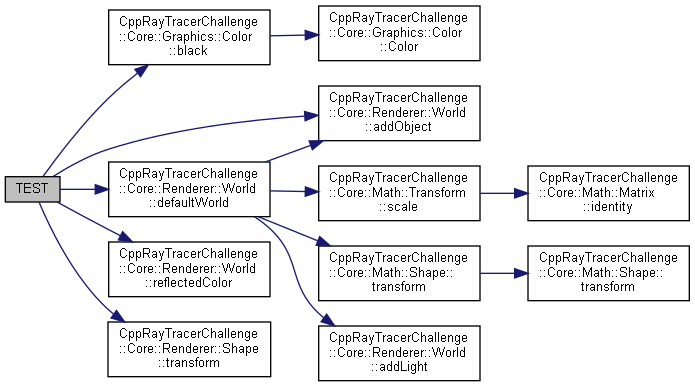 TEST
CppRayTracerChallenge
::Core::Graphics::Color
::black
CppRayTracerChallenge
::Core::Graphics::Color
::Color
CppRayTracerChallenge
::Core::Renderer::World
::addObject
CppRayTracerChallenge
::Core::Renderer::World
::defaultWorld
CppRayTracerChallenge
::Core::Math::Transform
::scale
CppRayTracerChallenge
::Core::Math::Matrix
::identity
CppRayTracerChallenge
::Core::Renderer::World
::reflectedColor
CppRayTracerChallenge
::Core::Math::Shape::
transform
CppRayTracerChallenge
::Core::Math::Shape::
transform
CppRayTracerChallenge
::Core::Renderer::Shape
::transform
CppRayTracerChallenge
::Core::Renderer::World
::addLight